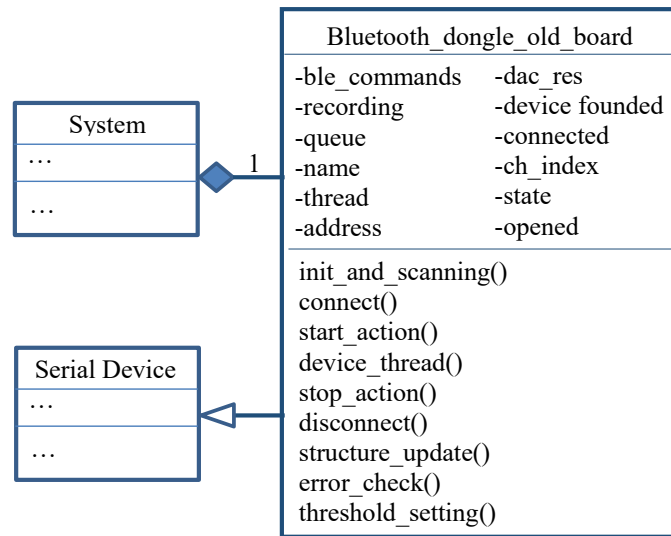 Bluetooth_dongle_old_board
-ble_commands -dac_res
-recording -device founded
-queue -connected
-name -ch_index
-thread -state
-address -opened
System
…
…
1
init_and_scanning()
connect()
start_action()
device_thread()
stop_action()
disconnect()
structure_update()
error_check()
threshold_setting()
Serial Device
…
…